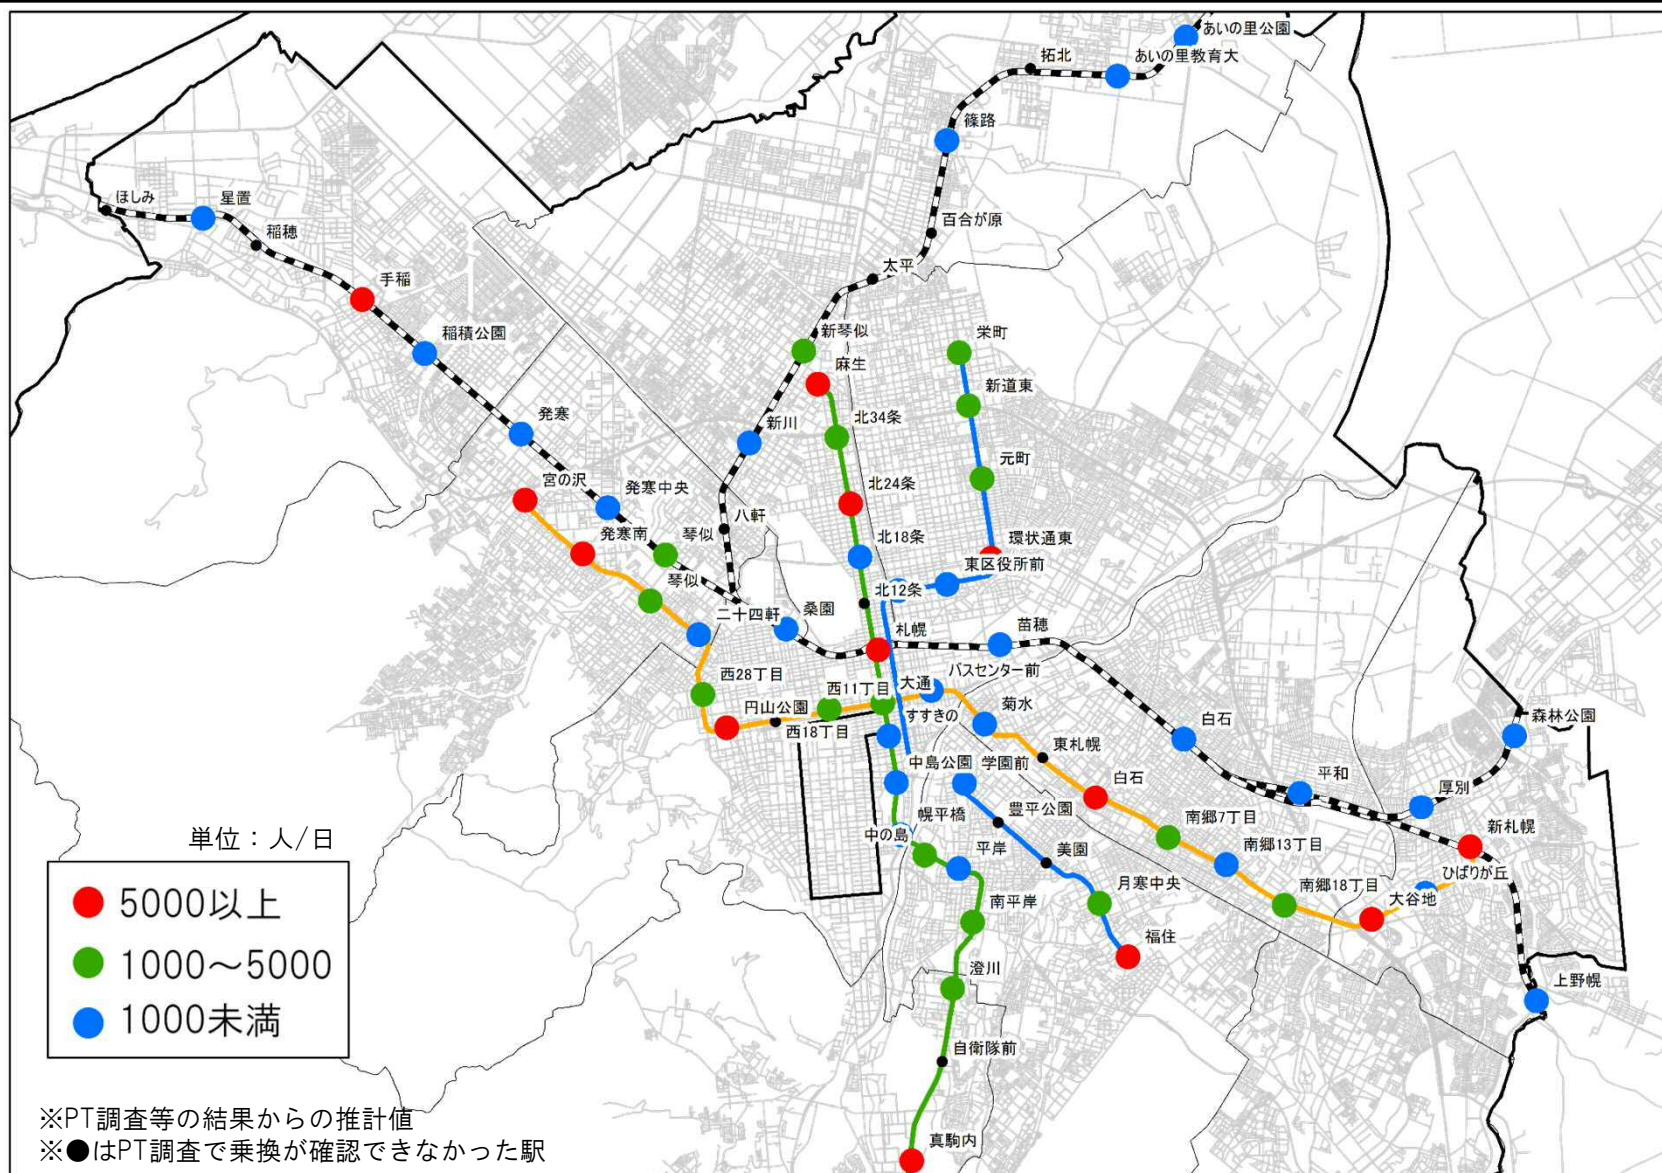 あいの里公園
拓北
あいの里教育大
篠路
ほしみ
星置
百合が原
稲穂
太平
手稲
新琴似
栄町
稲積公園
麻生
新道東
発寒
北34条
新川
元町
宮の沢
発寒中央
北24条
八軒
発寒南
琴似
北18条
環状通東
東区役所前
琴似
北12条
二十四軒
桑園
苗穂
札幌
バスセンター前
西28丁目
西11丁目
大通
円山公園
すすきの
菊水
西18丁目
白石
森林公園
東札幌
中島公園
学園前
平和
白石
厚別
豊平公園
幌平橋
南郷7丁目
新札幌
中の島
平岸
美園
南郷13丁目
ひばりが丘
月寒中央
南郷18丁目
大谷地
南平岸
福住
澄川
上野幌
自衛隊前
真駒内
単位：人/日
5000以上
1000～5000
1000未満
※PT調査等の結果からの推計値
※●はPT調査で乗換が確認できなかった駅